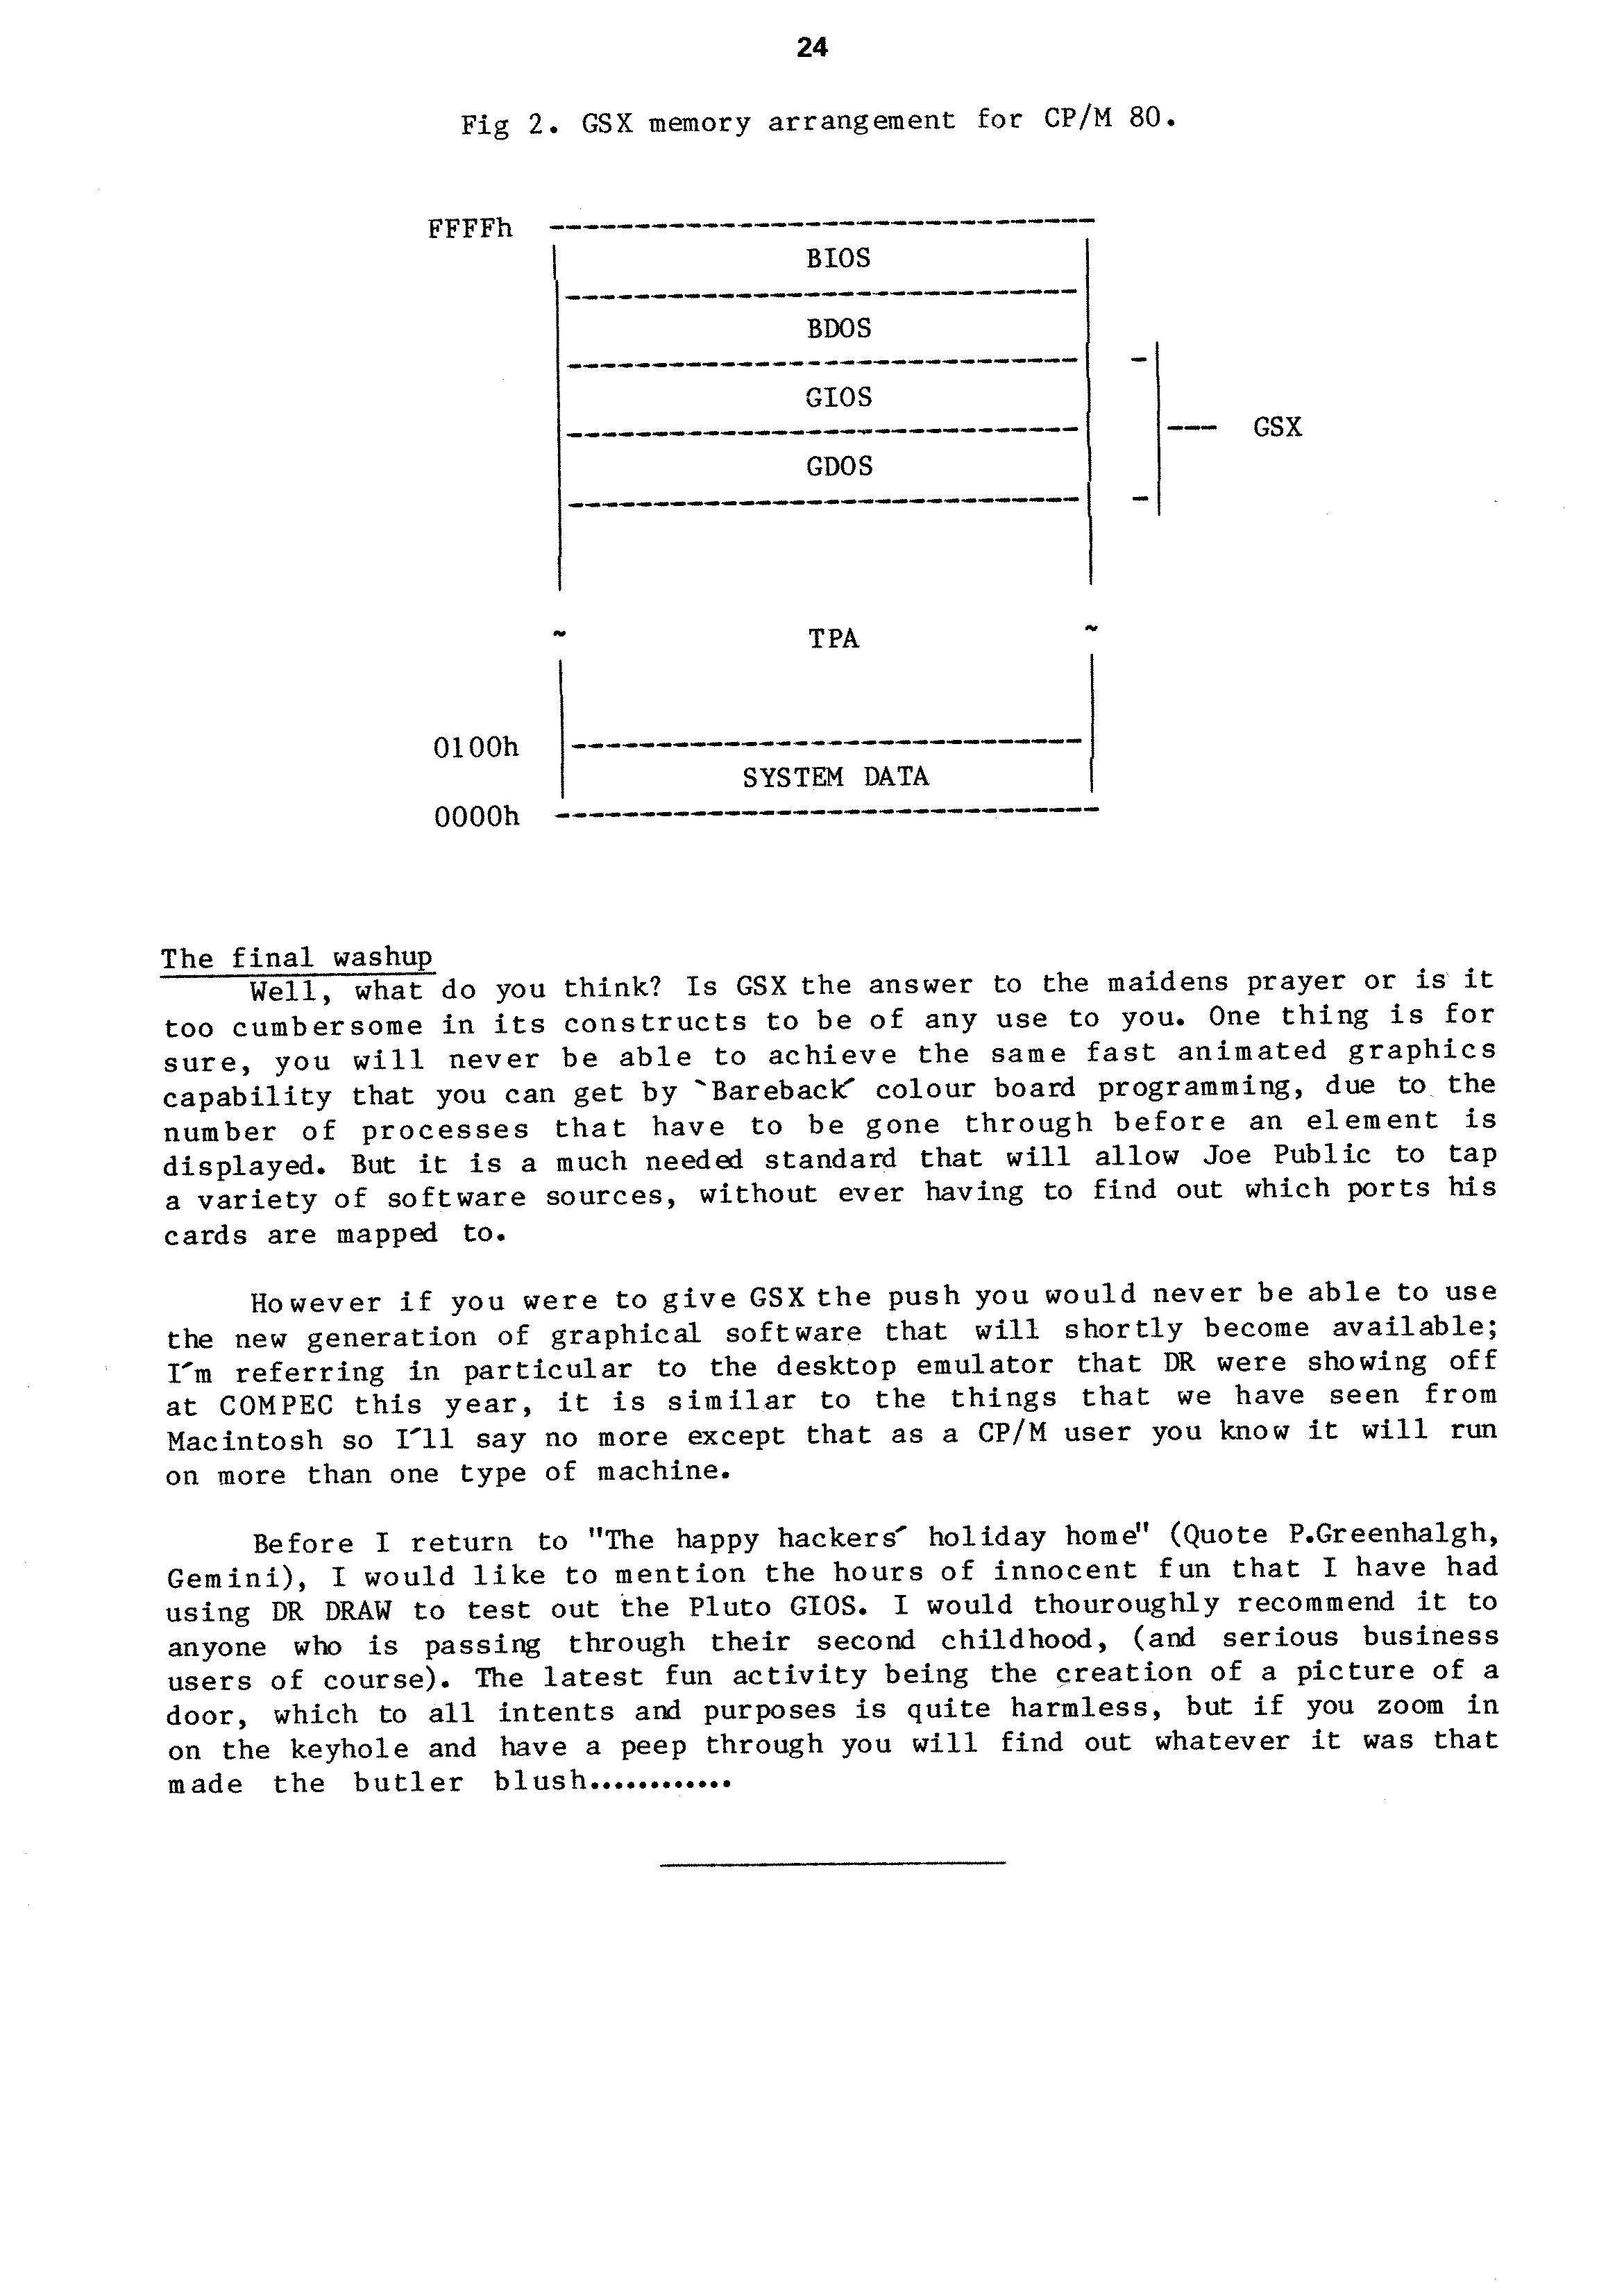 24
Fig 2. GSX memory arrangement for CP/M 80.
FFFFh
BIOS
BDOS
GIOS
GSX
GDOS
TPA
0100h
SYSTEM DATA
0000h
The final washup
Well, what do you think? Is GSX the answer to the maidens prayer or is it
too cumbersome in its constructs to be of any use to you. One thing is for
sure, you will never be able to achieve the same fast animated graphics
capability that you can get by `Bareback´ colour board programming, due to the
number of processes that have to be gone through before an element is
displayed. But it is a much needed standard that will allow Joe Public to tap
a variety of software sources, without ever having to find out which ports his
cards are mapped to.
However if you were to give GSX the push you would never be able to use
the new generation of graphical software that will shortly become available;
I´m referring in particular to the desktop emulator that DR were showing off
at COMPEC this year, it is similar to the things that we have seen from
Macintosh so I´ll say no more except that as a CP/M user you know it will run
on more than one type of machine.
Before I return to "The happy hackers´ holiday home" (Quote P.Greenhalgh,
Gemini), I would like to mention the hours of innocent fun that I have had
using DR DRAW to test out the Pluto GIOS. I would thouroughly recommend it to
anyone who is passing through their second childhood, (and serious business
users of course). The latest fun activity being the creation of a picture of a
door, which to all intents and purposes is quite harmless, but if you zoom in
on the keyhole and have a peep through you will find out whatever it was that
made the butler blush............